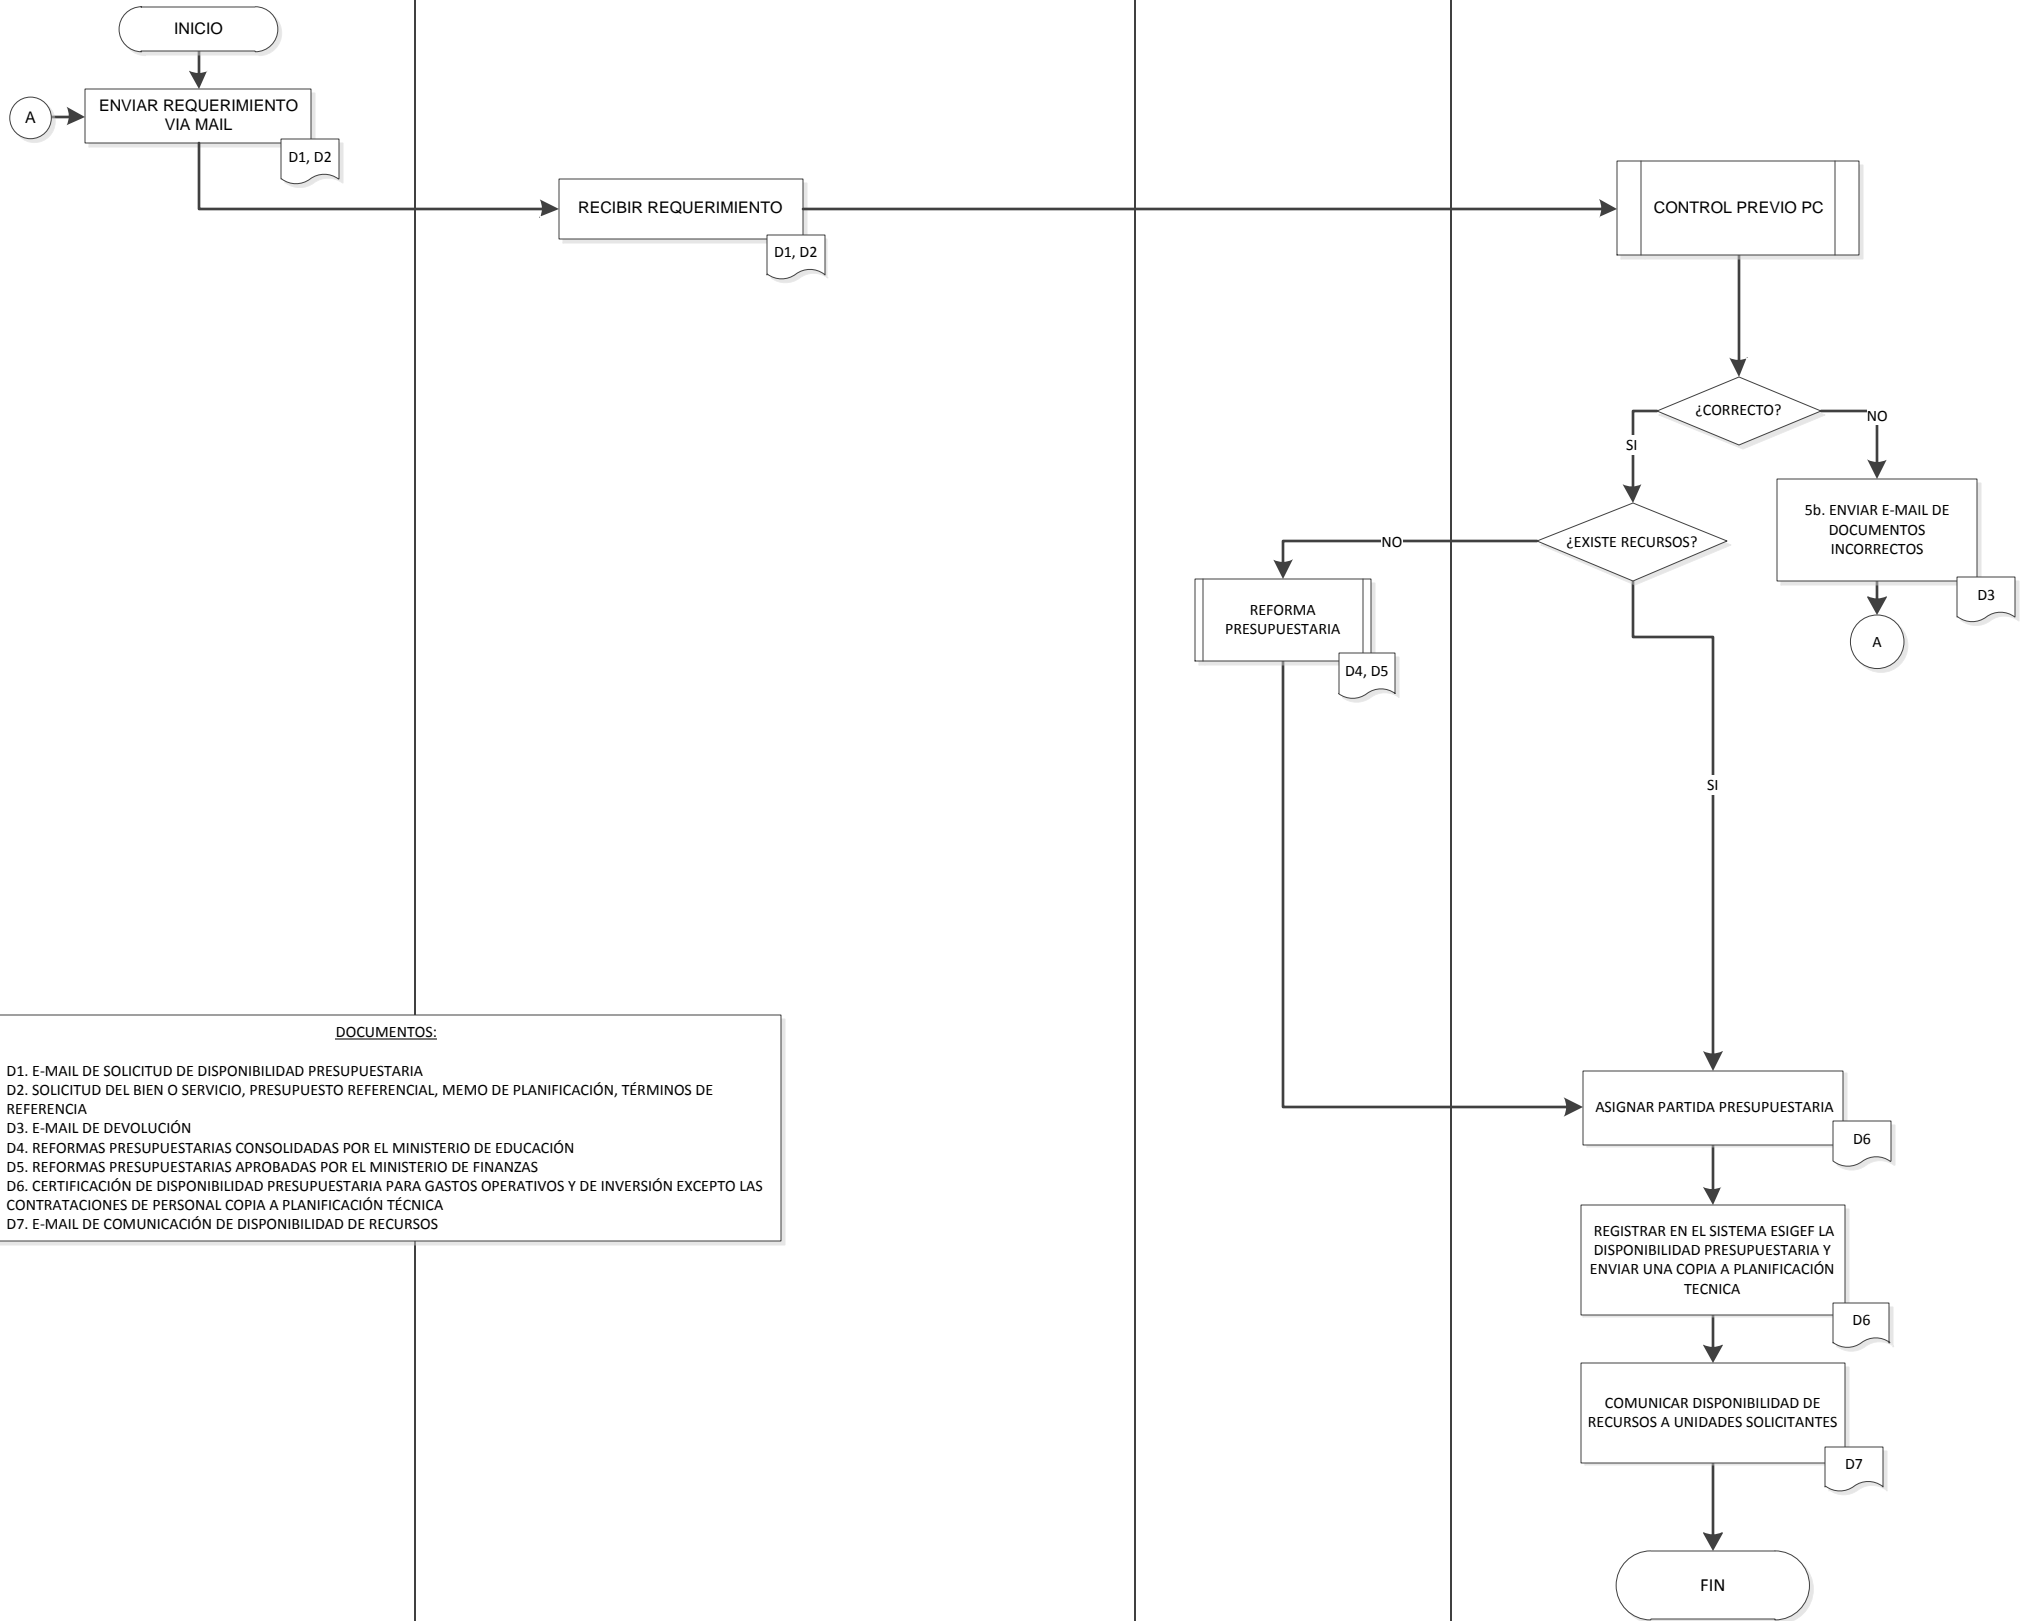 INICIO
A
ENVIAR REQUERIMIENTO
VIA MAIL
D1, D2
RECIBIR REQUERIMIENTO
D1, D2
CONTROL PREVIO PC
¿CORRECTO?
NO
SI
5b. ENVIAR E-MAIL DE
DOCUMENTOS
INCORRECTOS
D3
A
¿EXISTE RECURSOS?
NO
REFORMA
PRESUPUESTARIA
D4, D5
SI
DOCUMENTOS:
D1. E-MAIL DE SOLICITUD DE DISPONIBILIDAD PRESUPUESTARIA
D2. SOLICITUD DEL BIEN O SERVICIO, PRESUPUESTO REFERENCIAL, MEMO DE PLANIFICACIÓN, TÉRMINOS DE
REFERENCIA
D3. E-MAIL DE DEVOLUCIÓN
D4. REFORMAS PRESUPUESTARIAS CONSOLIDADAS POR EL MINISTERIO DE EDUCACIÓN
D5. REFORMAS PRESUPUESTARIAS APROBADAS POR EL MINISTERIO DE FINANZAS
D6. CERTIFICACIÓN DE DISPONIBILIDAD PRESUPUESTARIA PARA GASTOS OPERATIVOS Y DE INVERSIÓN EXCEPTO LAS
CONTRATACIONES DE PERSONAL COPIA A PLANIFICACIÓN TÉCNICA
D7. E-MAIL DE COMUNICACIÓN DE DISPONIBILIDAD DE RECURSOS
ASIGNAR PARTIDA PRESUPUESTARIA
D6
REGISTRAR EN EL SISTEMA ESIGEF LA
DISPONIBILIDAD PRESUPUESTARIA Y
ENVIAR UNA COPIA A PLANIFICACIÓN
TECNICA
D6
COMUNICAR DISPONIBILIDAD DE
RECURSOS A UNIDADES SOLICITANTES
D7
FIN